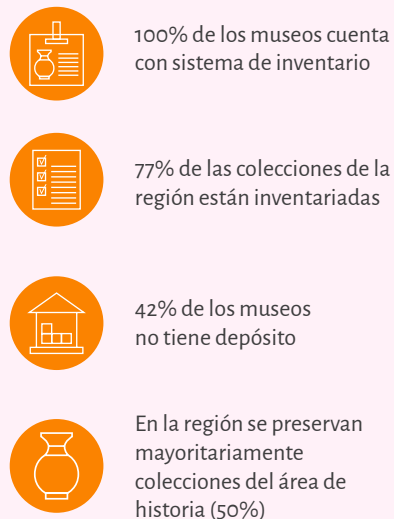 100% de los museos cuenta
con sistema de inventario
77% de las colecciones de la
región están inventariadas
42% de los museos
no tiene depósito
En la región se preservan
mayoritariamente
colecciones del área de
historia (50%)